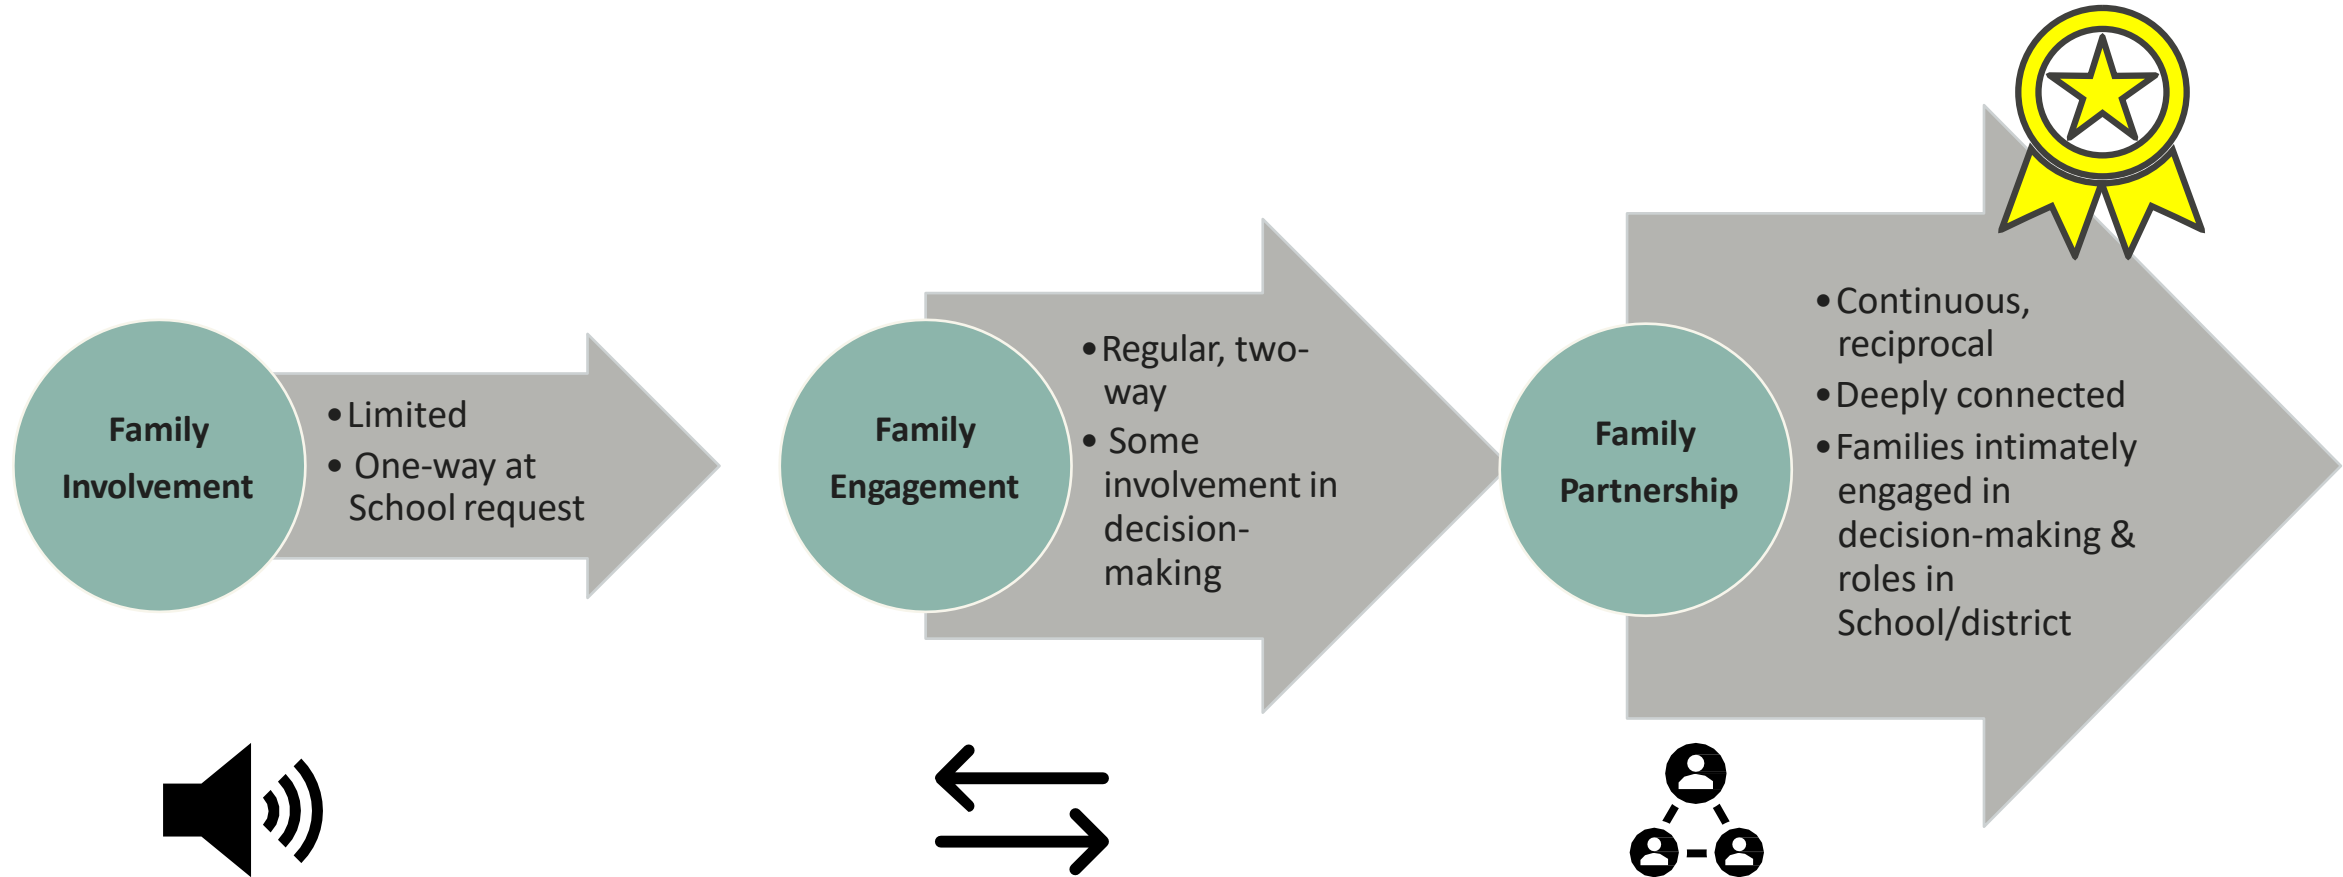 Family
Involvement
•Limited
• One-way at
School request
Family
Engagement
•Regular, two-
way
• Some
involvement in
decision-
making
Family
Partnership
•Continuous,
reciprocal
•Deeply connected
•Families intimately
engaged in
decision-making &
roles in
School/district